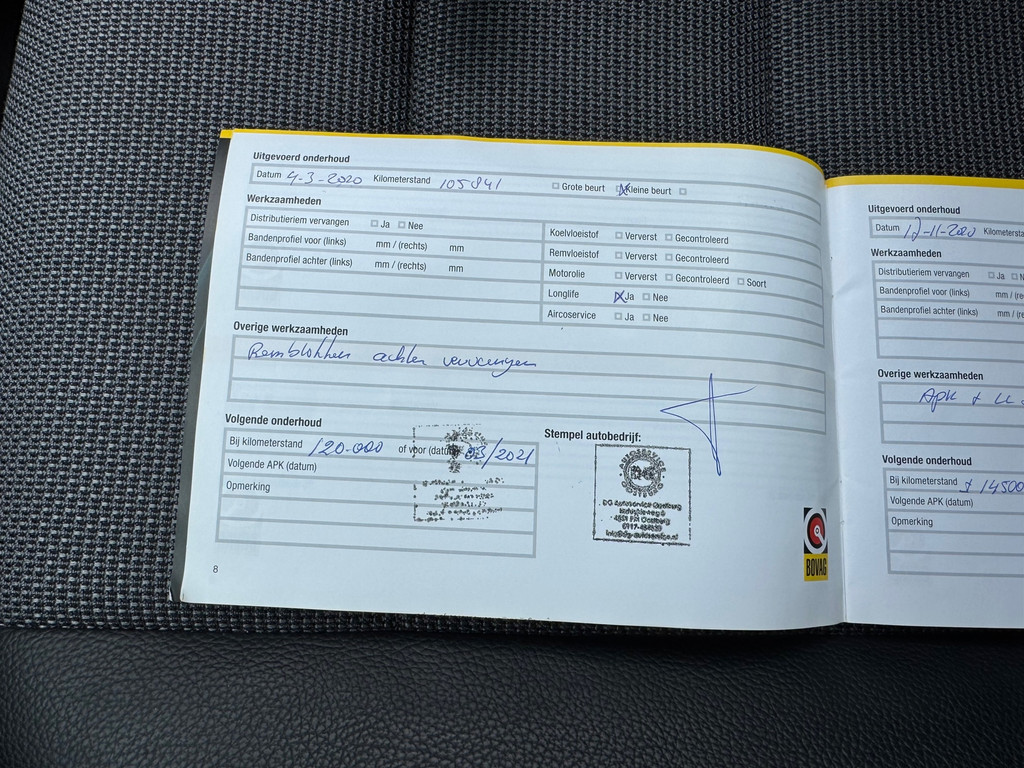 Uitgevoerd onderhoud
Datum 4-3-2020 Kilometerstand 105841 Grote beurt Kleine beurt
Werkzaamheden
Distributieriem vervangen Ja Nee
Bandenprofiel voor (links) mm / (rechts) mm
Bandenprofiel achter (links) mm / (rechts) mm
Koelvloeistof Ververst Gecontroleerd
Remvloeistof Ververst Gecontroleerd
Motorolie Ververst Gecontroleerd Soort
Longlife Ja Nee
Aircoservice Ja Nee
Overige werkzaamheden
Remblokken achter vervangen
Volgende onderhoud
Bij kilometerstand 120.000 of voor (datum) 03/2021
Volgende APK (datum)
Opmerking
Stempel autobedrijf:
DG Autoservice Oostburg
4501 Oostburg
BOVAG
8
Uitgevoerd onderhoud
Datum 12-11-2020 Kilometersta
Werkzaamheden
Distributieriem vervangen Ja N
Bandenprofiel voor (links) mm / (re
Bandenprofiel achter (links) mm / (r
Overige werkzaamheden
APK +
Volgende onderhoud
Bij kilometerstand
Volgende APK (datum)
Opmerking